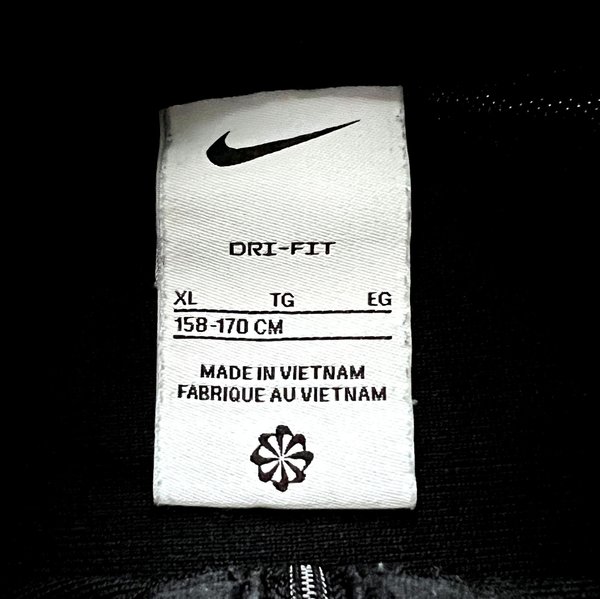 DRI-FIT
XL TG EG
158-170 CM
MADE IN VIETNAM
FABRIQUE AU VIETNAM